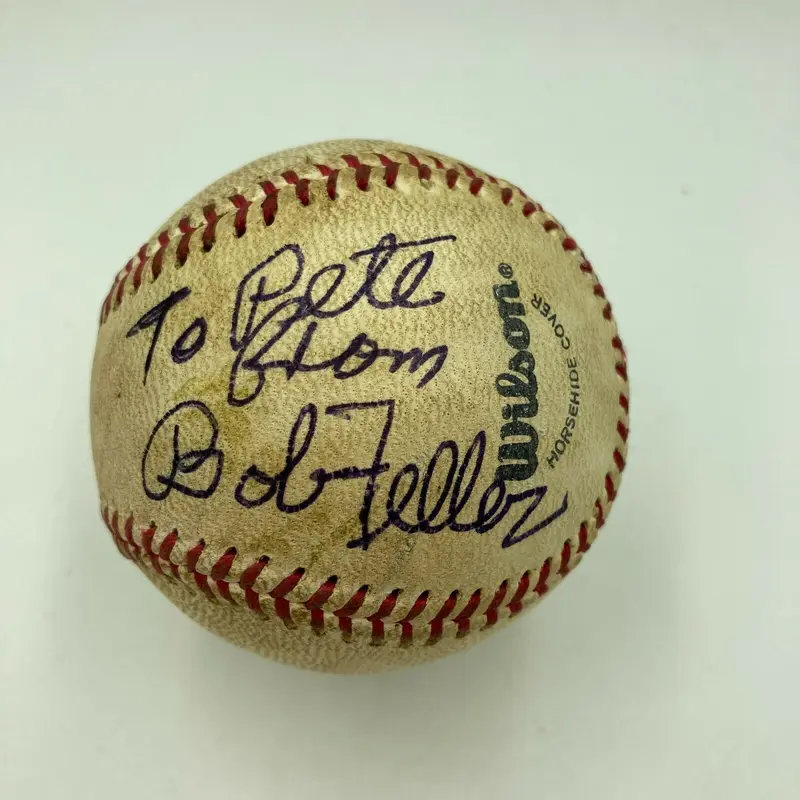 To Pete
from
Bob Feller
Wilson®
HORSEHIDE COVER